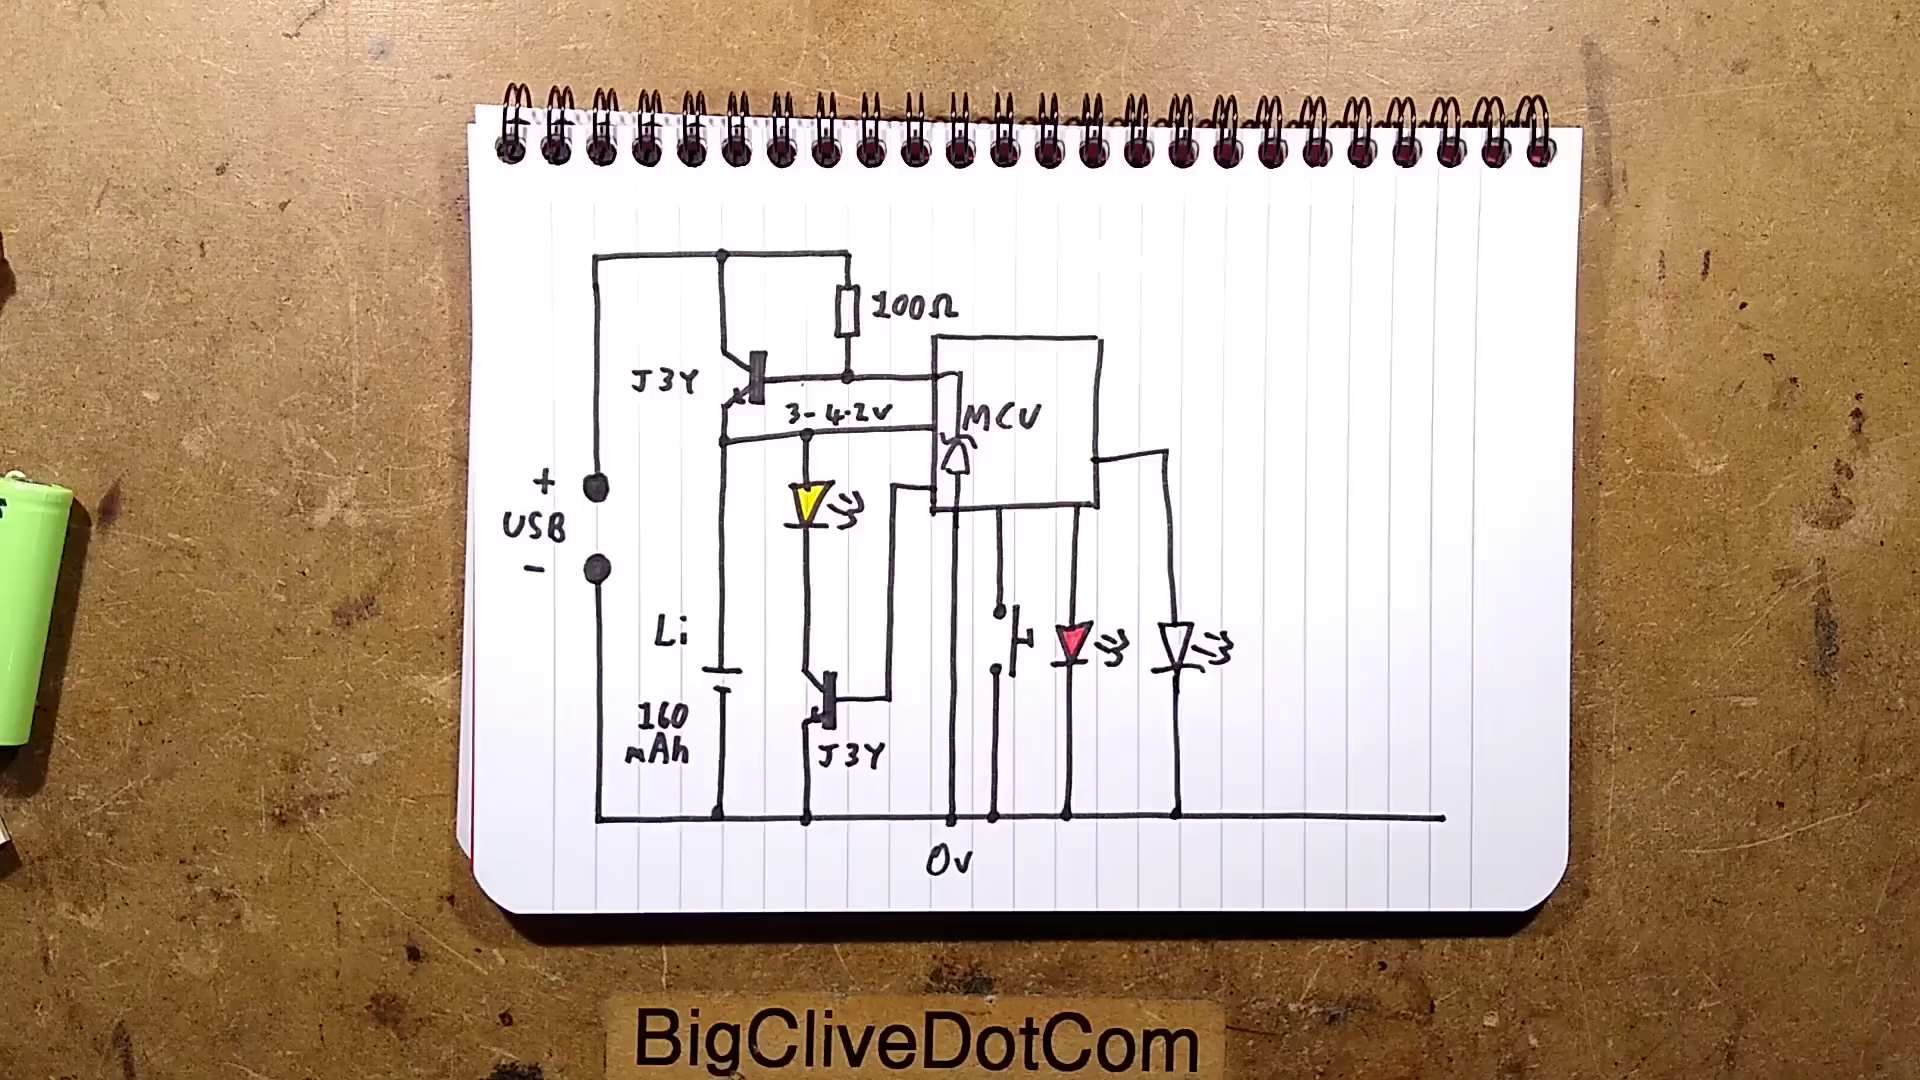 100Ω
J3Y
3-4.2V
MCU
+
USB
-
Li
160
mAh
J3Y
0v
BigCliveDotCom